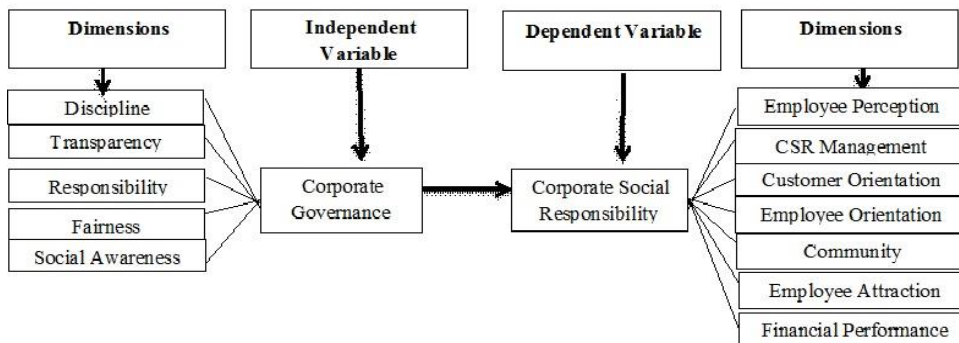 Dimensions
Independent
Variable
Dependent Variable
Dimensions
Discipline
Transparency
Responsibility
Fairness
Social Awareness
Corporate
Governance
Corporate Social
Responsibility
Employee Perception
CSR Management
Customer Orientation
Employee Orientation
Community
Employee Attraction
Financial Performance